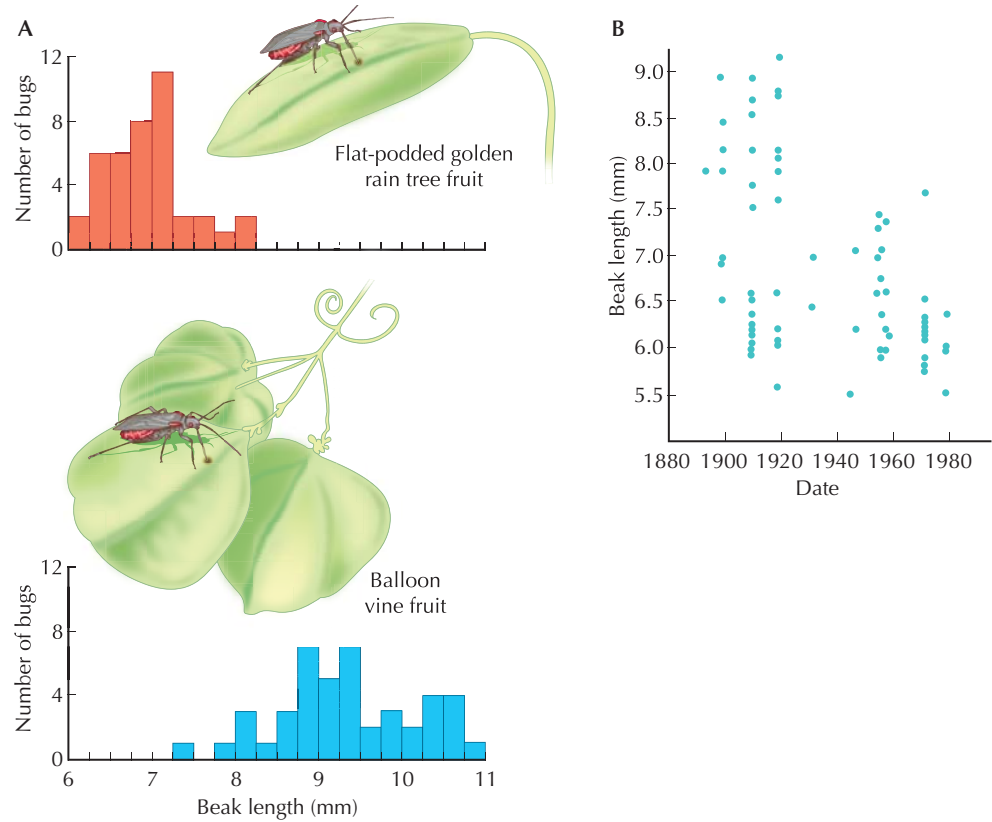 A
12
8
4
0
Number of bugs
Flat-podded golden
rain tree fruit
12
8
4
0
Number of bugs
Balloon
vine fruit
6 7 8 9 10 11
Beak length (mm)
B
9.0
8.5
8.0
7.5
7.0
6.5
6.0
5.5
Beak length (mm)
1880 1900 1920 1940 1960 1980
Date